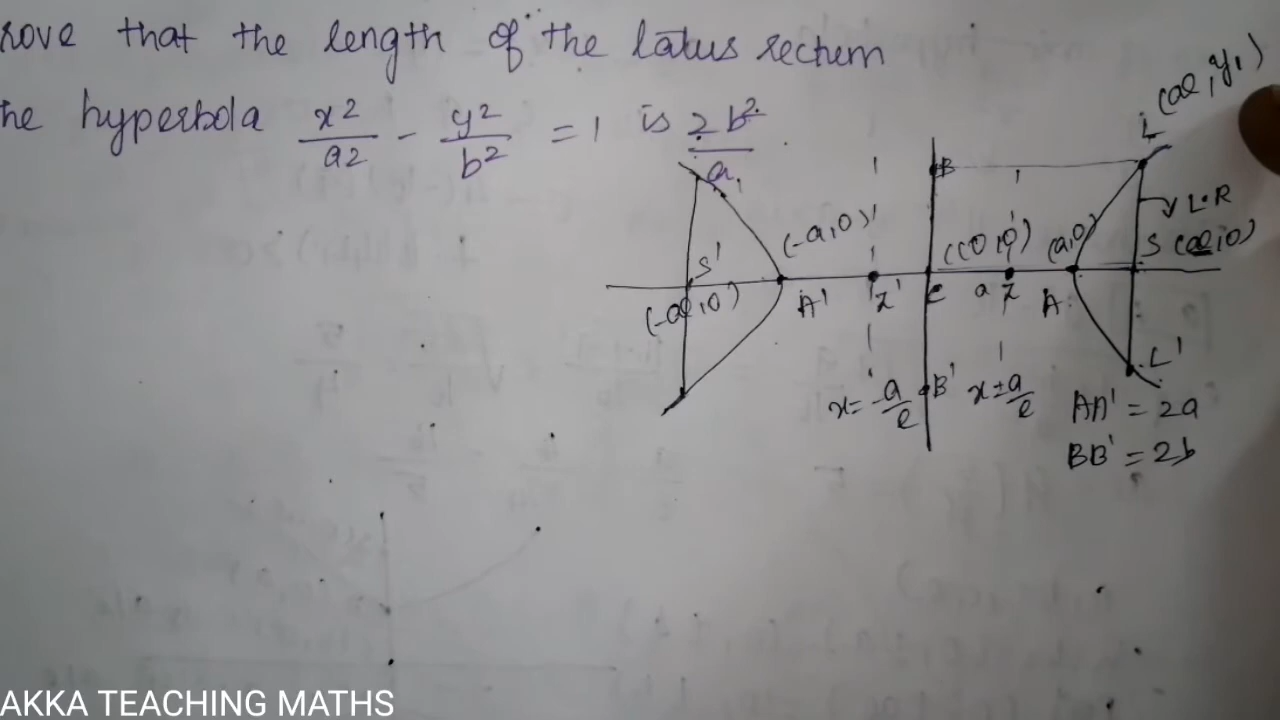 rove that the length of the latus rectum
he hyperbola x²/a² - y²/b² = 1 is 2b²/a.
L (ae, y₁)
B
L.R
(-a, 0)
(0, 0)
(a, 0)
S (ae, 0)
S'
(-ae, 0)
A' Z' C a Z A
L'
x = -a/e B' x = a/e
AA' = 2a
BB' = 2b
AKKA TEACHING MATHS